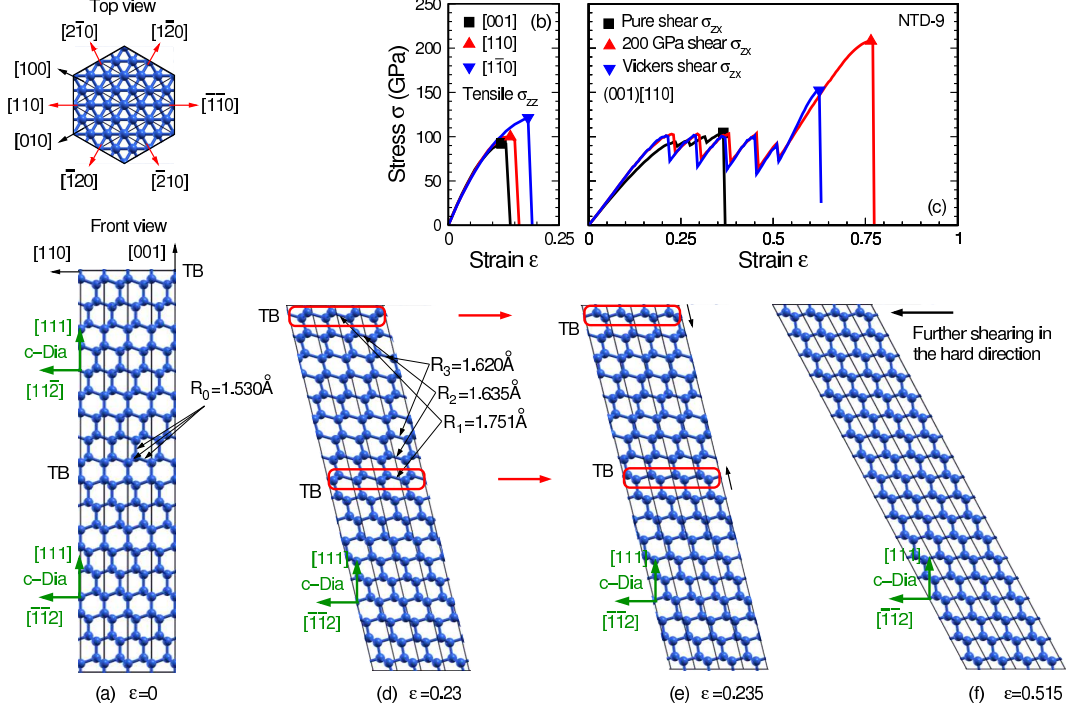 Top view
[2̅1̅0]
[12̅0]
[100]
[110]
[1̅1̅0]
[010]
[1̅20]
[2̅10]
Front view
[110]
[001]
TB
[111]
c−Dia
[112̅]
R0=1.530Å
TB
[111]
c−Dia
[1̅1̅2]
(a) ε=0
(b)
[001]
[110]
[11̅0]
Tensile σzz
Stress σ (GPa)
250
200
150
100
50
0
0
0.25
Strain ε
Pure shear σzx
NTD-9
200 GPa shear σzx
Vickers shear σzx
(001)[110]
(c)
0
0.25
0.5
0.75
1
Strain ε
TB
R3=1.620Å
R2=1.635Å
R1=1.751Å
TB
[111]
c−Dia
[1̅1̅2]
(d) ε=0.23
TB
TB
[111]
c−Dia
[1̅1̅2]
(e) ε=0.235
Further shearing in
the hard direction
[111]
c−Dia
[1̅1̅2]
(f) ε=0.515